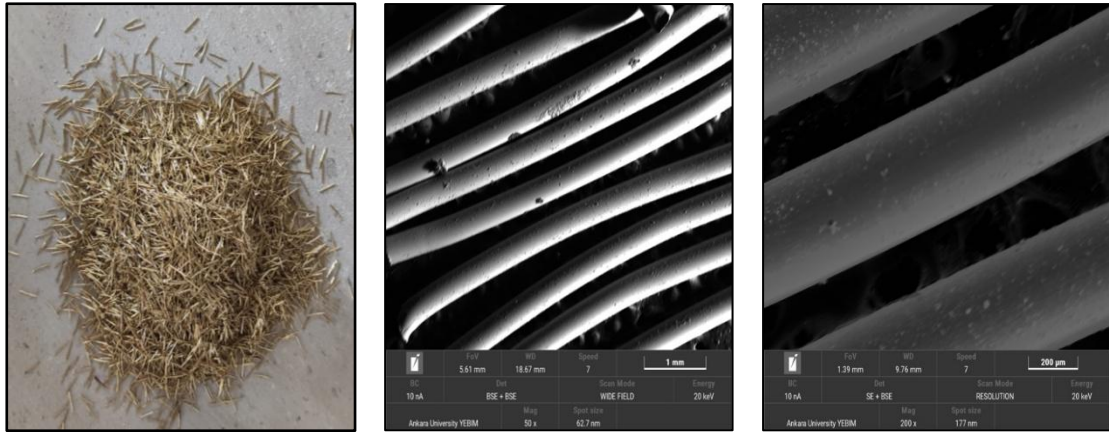 FoV WD Speed 1 mm
5.61 mm 18.67 mm 7
BC Det Scan Mode Energy
10 nA BSE + BSE WIDE FIELD 20 keV
Mag Spot size
Ankara University YEBIM 50 x 62.7 nm
FoV WD Speed 200 µm
1.39 mm 9.76 mm 7
BC Det Scan Mode Energy
10 nA SE + BSE RESOLUTION 20 keV
Mag Spot size
Ankara University YEBIM 200 x 177 nm